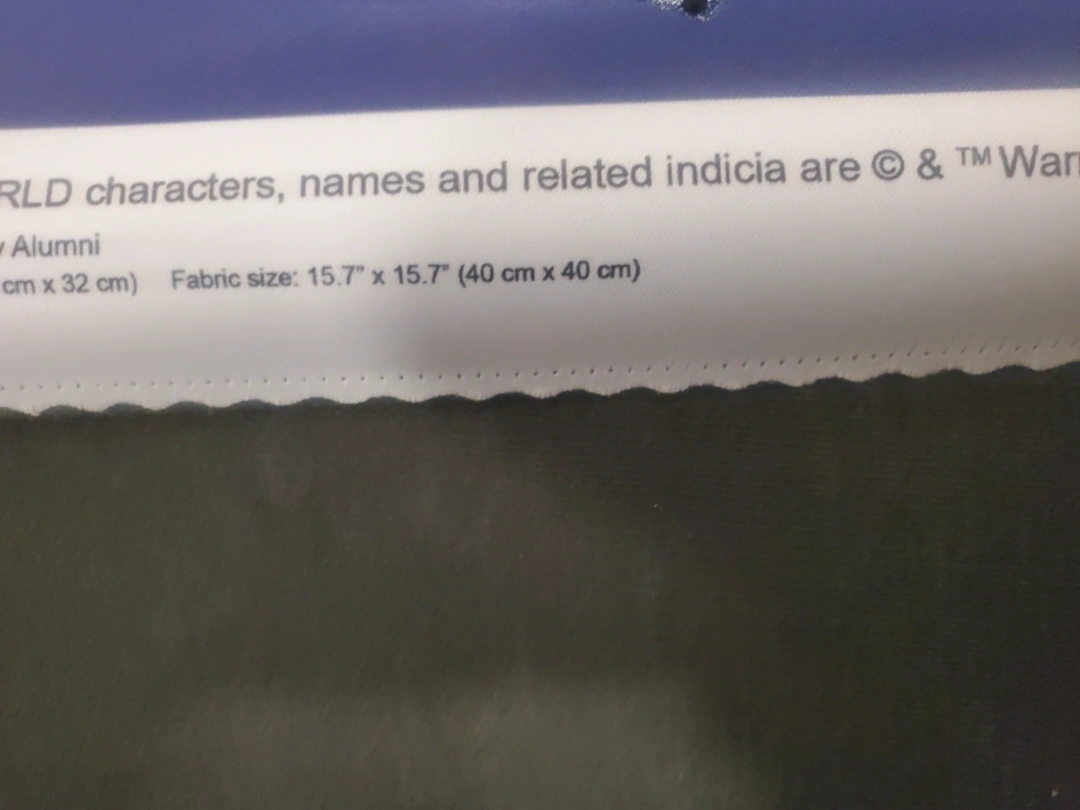 RLD characters, names and related indicia are © & ™ Warn
Alumni
cm x 32 cm) Fabric size: 15.7" x 15.7" (40 cm x 40 cm)